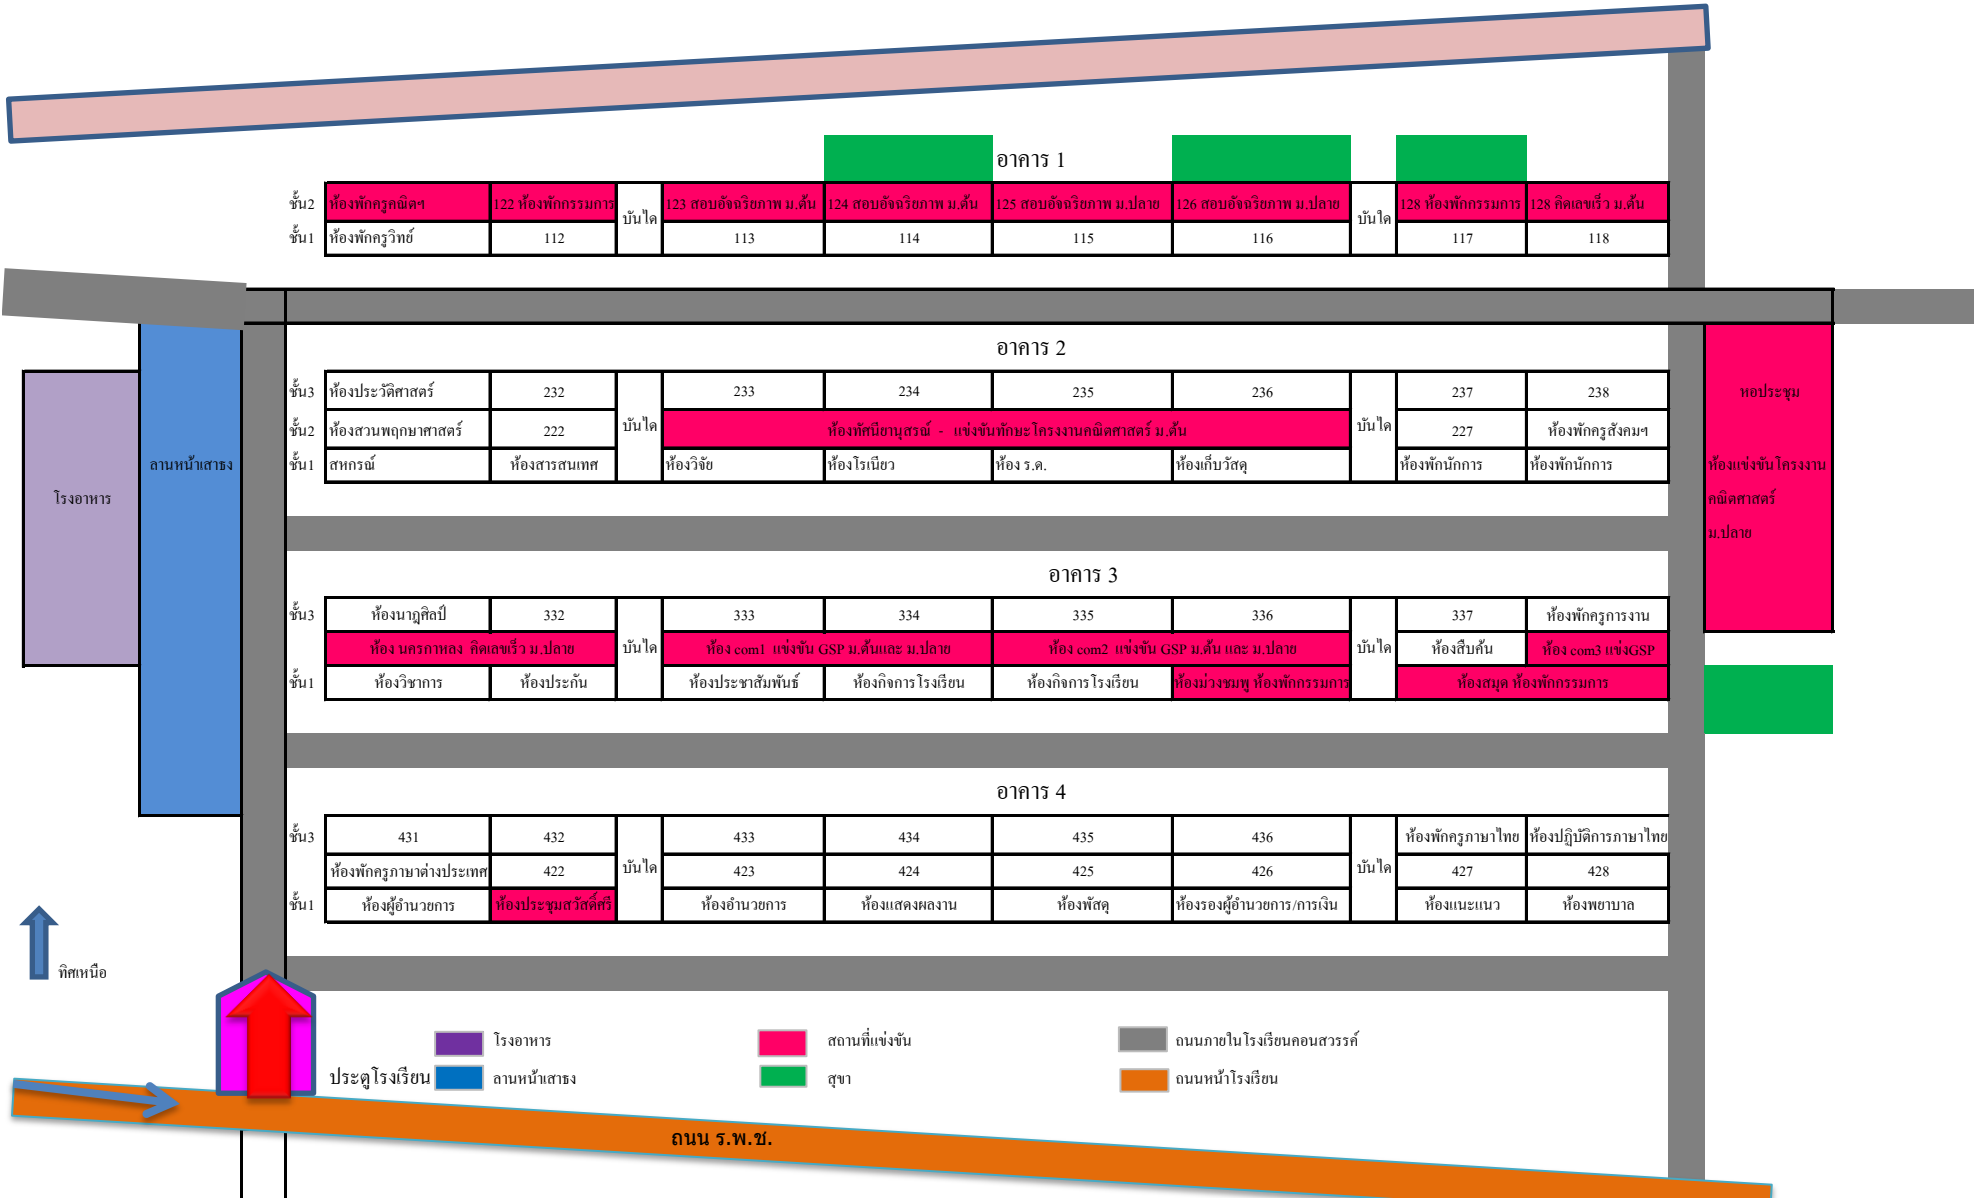 อาคาร 1
ชั้น2 ห้องพักครูคณิตฯ 122 ห้องพักกรรมการ บันได 123 สอบอัจฉริยภาพ ม.ต้น 124 สอบอัจฉริยภาพ ม.ต้น 125 สอบอัจฉริยภาพ ม.ปลาย 126 สอบอัจฉริยภาพ ม.ปลาย บันได 128 ห้องพักกรรมการ 128 คิดเลขเร็ว ม.ต้น
ชั้น1 ห้องพักครูวิทย์ 112 113 114 115 116 117 118
อาคาร 2
ชั้น3 ห้องประวัติศาสตร์ 232 บันได 233 234 235 236 บันได 237 238
ชั้น2 ห้องสวนพฤกษาศาสตร์ 222 ห้องทัศนียานุสรณ์ - แข่งขันทักษะโครงงานคณิตศาสตร์ ม.ต้น 227 ห้องพักครูสังคมฯ
ชั้น1 สหกรณ์ ห้องสารสนเทศ ห้องวิจัย ห้องโรเนียว ห้อง ร.ด. ห้องเก็บวัสดุ ห้องพักนักการ ห้องพักนักการ
หอประชุม
ห้องแข่งขันโครงงาน
คณิตศาสตร์
ม.ปลาย
ลานหน้าเสาธง
โรงอาหาร
อาคาร 3
ชั้น3 ห้องนาฎศิลป์ 332 บันได 333 334 335 336 บันได 337 ห้องพักครูการงาน
ห้อง นครกาหลง คิดเลขเร็ว ม.ปลาย ห้อง com1 แข่งขัน GSP ม.ต้นและ ม.ปลาย ห้อง com2 แข่งขัน GSP ม.ต้น และ ม.ปลาย ห้องสืบค้น ห้อง com3 แข่งGSP
ชั้น1 ห้องวิชาการ ห้องประกัน ห้องประชาสัมพันธ์ ห้องกิจการโรงเรียน ห้องกิจการโรงเรียน ห้องม่วงชมพู ห้องพักกรรมการ ห้องสมุด ห้องพักกรรมการ
อาคาร 4
ชั้น3 431 432 บันได 433 434 435 436 บันได ห้องพักครูภาษาไทย ห้องปฏิบัติการภาษาไทย
ห้องพักครูภาษาต่างประเทศ 422 423 424 425 426 427 428
ชั้น1 ห้องผู้อำนวยการ ห้องประชุมสวัสดิ์ศรี ห้องอำนวยการ ห้องแสดงผลงาน ห้องพัสดุ ห้องรองผู้อำนวยการ/การเงิน ห้องแนะแนว ห้องพยาบาล
ทิศเหนือ
โรงอาหาร สถานที่แข่งขัน ถนนภายในโรงเรียนคอนสวรรค์
ประตูโรงเรียน ลานหน้าเสาธง สุขา ถนนหน้าโรงเรียน
ถนน ร.พ.ช.